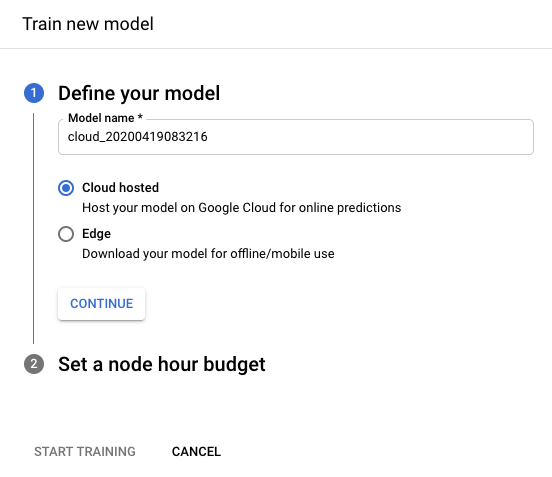 Train new model
1 Define your model
Model name *
cloud_20200419083216
Cloud hosted
Host your model on Google Cloud for online predictions
Edge
Download your model for offline/mobile use
CONTINUE
2 Set a node hour budget
START TRAINING CANCEL